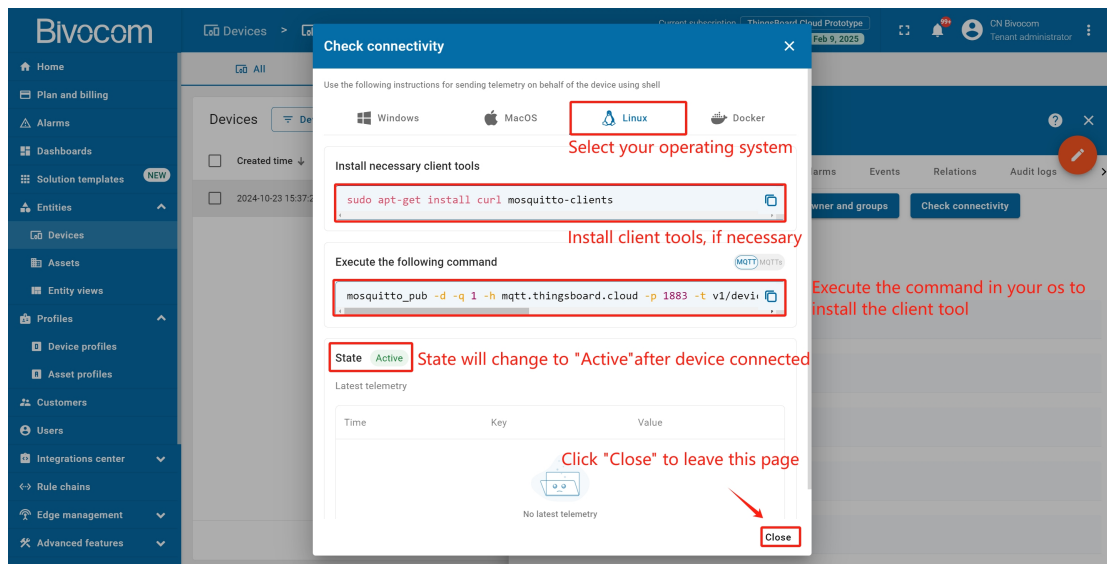 Bivocom
Devices >
Current subscription ThingsBoard Cloud Prototype
Feb 9, 2025
99+
CN Bivocom
Tenant administrator
Home
Plan and billing
Alarms
Dashboards
Solution templates NEW
Entities
Devices
Assets
Entity views
Profiles
Device profiles
Asset profiles
Customers
Users
Integrations center
Rule chains
Edge management
Advanced features
All
Devices
Created time
2024-10-23 15:37:2
Check connectivity
Use the following instructions for sending telemetry on behalf of the device using shell
Windows MacOS Linux Docker
Select your operating system
Install necessary client tools
sudo apt-get install curl mosquitto-clients
Install client tools, if necessary
Execute the following command
MQTT MQTTs
mosquitto_pub -d -q 1 -h mqtt.thingsboard.cloud -p 1883 -t v1/devi
Execute the command in your os to
install the client tool
State Active State will change to "Active"after device connected
Latest telemetry
Time Key Value
Click "Close" to leave this page
No latest telemetry
Close
Events Relations Audit logs
wner and groups Check connectivity